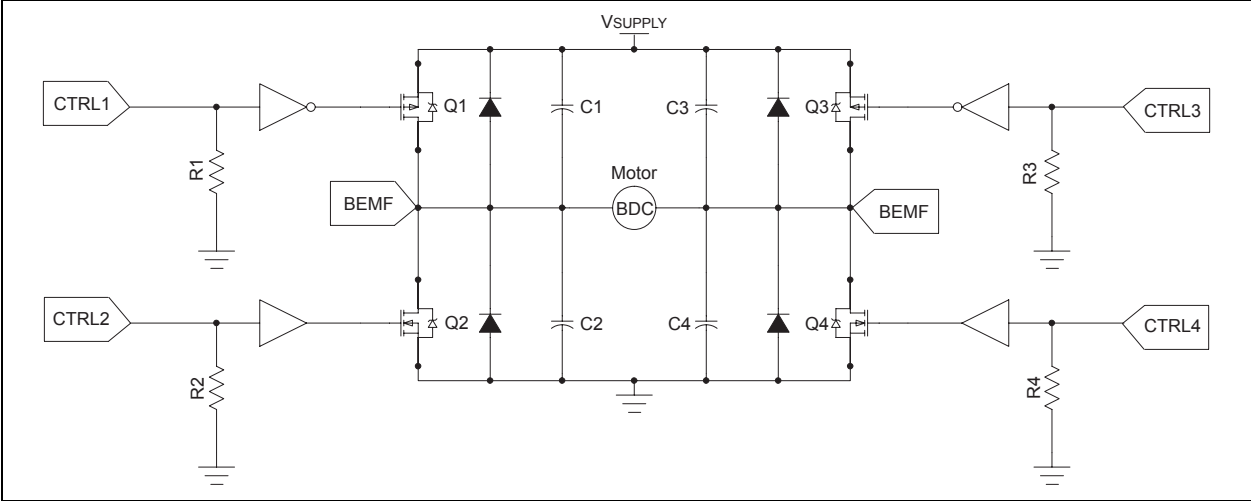 VSUPPLY
CTRL1
Q1
C1
C3
Q3
CTRL3
R1
Motor
R3
BEMF
BDC
BEMF
CTRL2
Q2
C2
C4
Q4
CTRL4
R2
R4